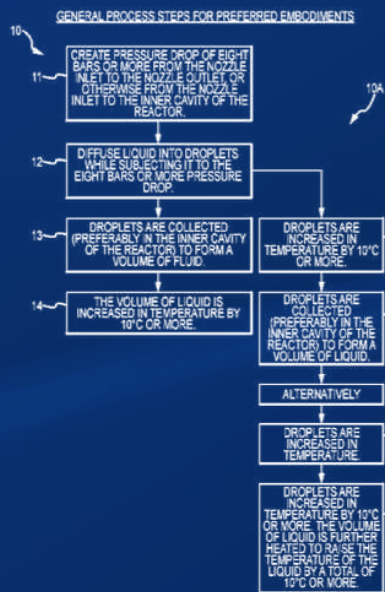 GENERAL PROCESS STEPS FOR PREFERRED EMBODIMENTS
10
CREATE PRESSURE DROP OF EIGHT
BARS OR MORE FROM THE NOZZLE
INLET TO THE NOZZLE OUTLET, OR
OTHERWISE FROM THE NOZZLE
INLET TO THE INNER CAVITY OF THE
REACTOR.
11
10A
DIFFUSE LIQUID INTO DROPLETS
WHILE SUBJECTING IT TO THE
EIGHT BARS OR MORE PRESSURE
DROP.
12
DROPLETS ARE COLLECTED
(PREFERABLY IN THE INNER CAVITY
OF THE REACTOR) TO FORM A
VOLUME OF FLUID.
13
THE VOLUME OF LIQUID IS
INCREASED IN TEMPERATURE BY
10°C OR MORE.
14
DROPLETS ARE
INCREASED IN
TEMPERATURE BY 10°C
OR MORE.
DROPLETS ARE
COLLECTED
(PREFERABLY IN THE
INNER CAVITY OF THE
REACTOR) TO FORM A
VOLUME OF LIQUID.
ALTERNATIVELY
DROPLETS ARE
INCREASED IN
TEMPERATURE.
DROPLETS ARE
INCREASED IN
TEMPERATURE BY 10°C
OR MORE. THE VOLUME
OF LIQUID IS FURTHER
HEATED TO RAISE THE
TEMPERATURE OF THE
LIQUID BY A TOTAL OF
10°C OR MORE.